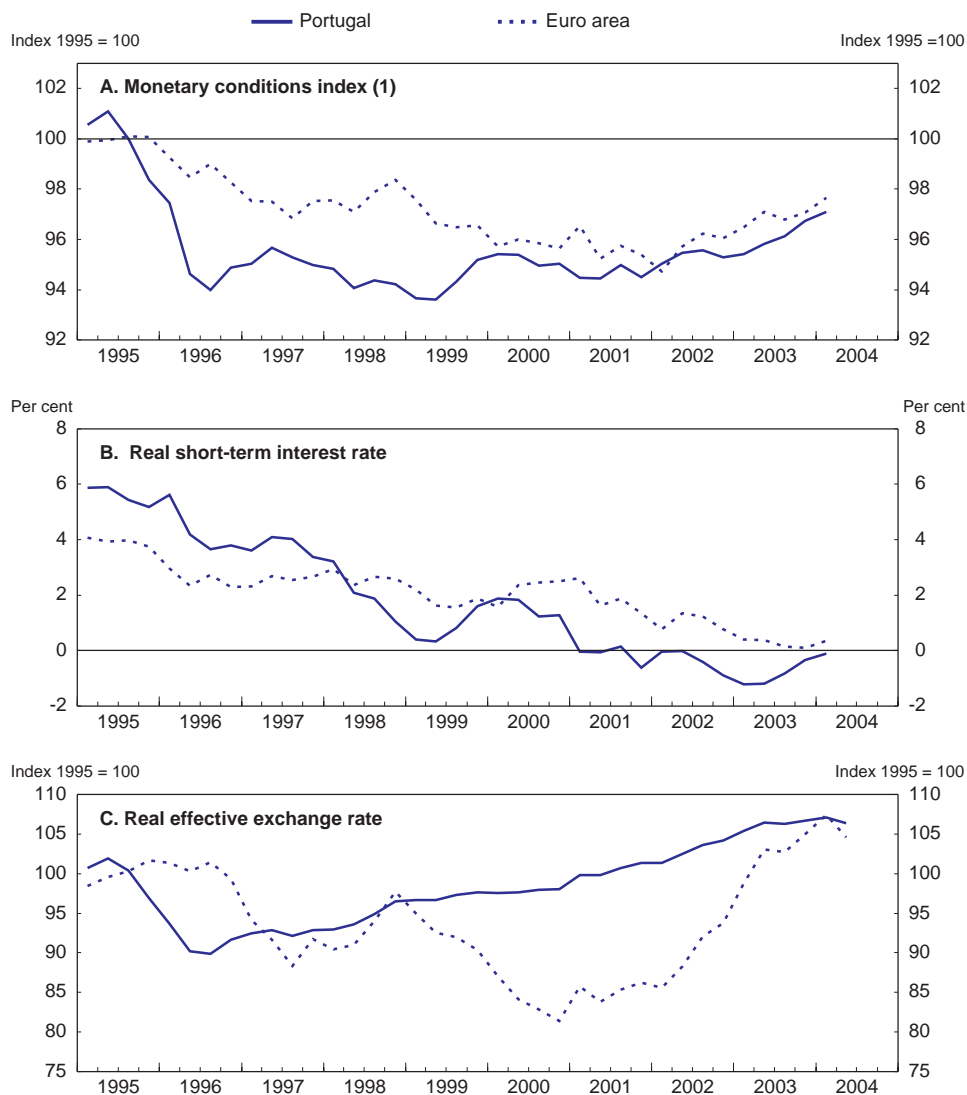 Portugal Euro area
Index 1995 = 100 Index 1995 =100
A. Monetary conditions index (1)
102 102
100 100
98 98
96 96
94 94
92 92
1995 1996 1997 1998 1999 2000 2001 2002 2003 2004
Per cent Per cent
8 8
B. Real short-term interest rate
6 6
4 4
2 2
0 0
-2 -2
1995 1996 1997 1998 1999 2000 2001 2002 2003 2004
Index 1995 = 100 Index 1995 = 100
110 110
C. Real effective exchange rate
105 105
100 100
95 95
90 90
85 85
80 80
75 75
1995 1996 1997 1998 1999 2000 2001 2002 2003 2004